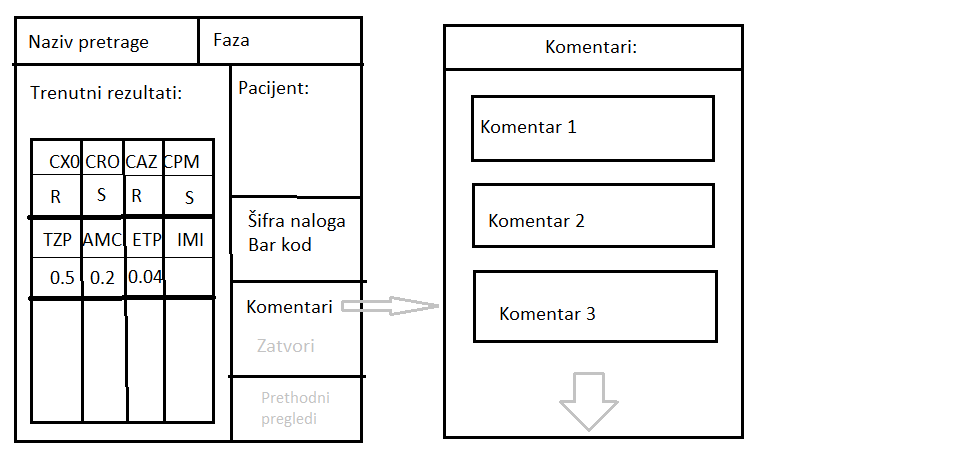 Naziv pretrage
Faza
Trenutni rezultati:
CX0 CRO CAZ CPM
R S R S
TZP AMC ETP IMI
0.5 0.2 0.04
Pacijent:
Šifra naloga
Bar kod
Komentari
Zatvori
Prethodni
pregledi
Komentari:
Komentar 1
Komentar 2
Komentar 3